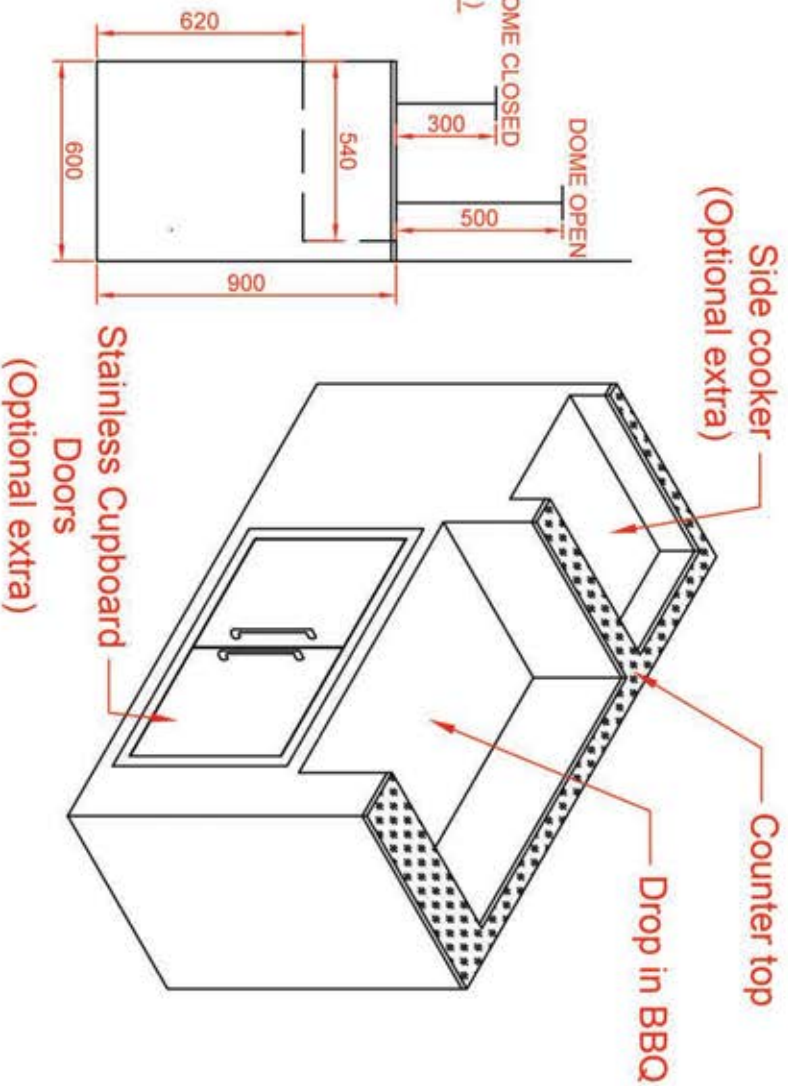 Side cooker
(Optional extra)
Counter top
Drop in BBQ
Stainless Cupboard
Doors
(Optional extra)
DOME OPEN
OME CLOSED
)
500
300
540
620
600
900